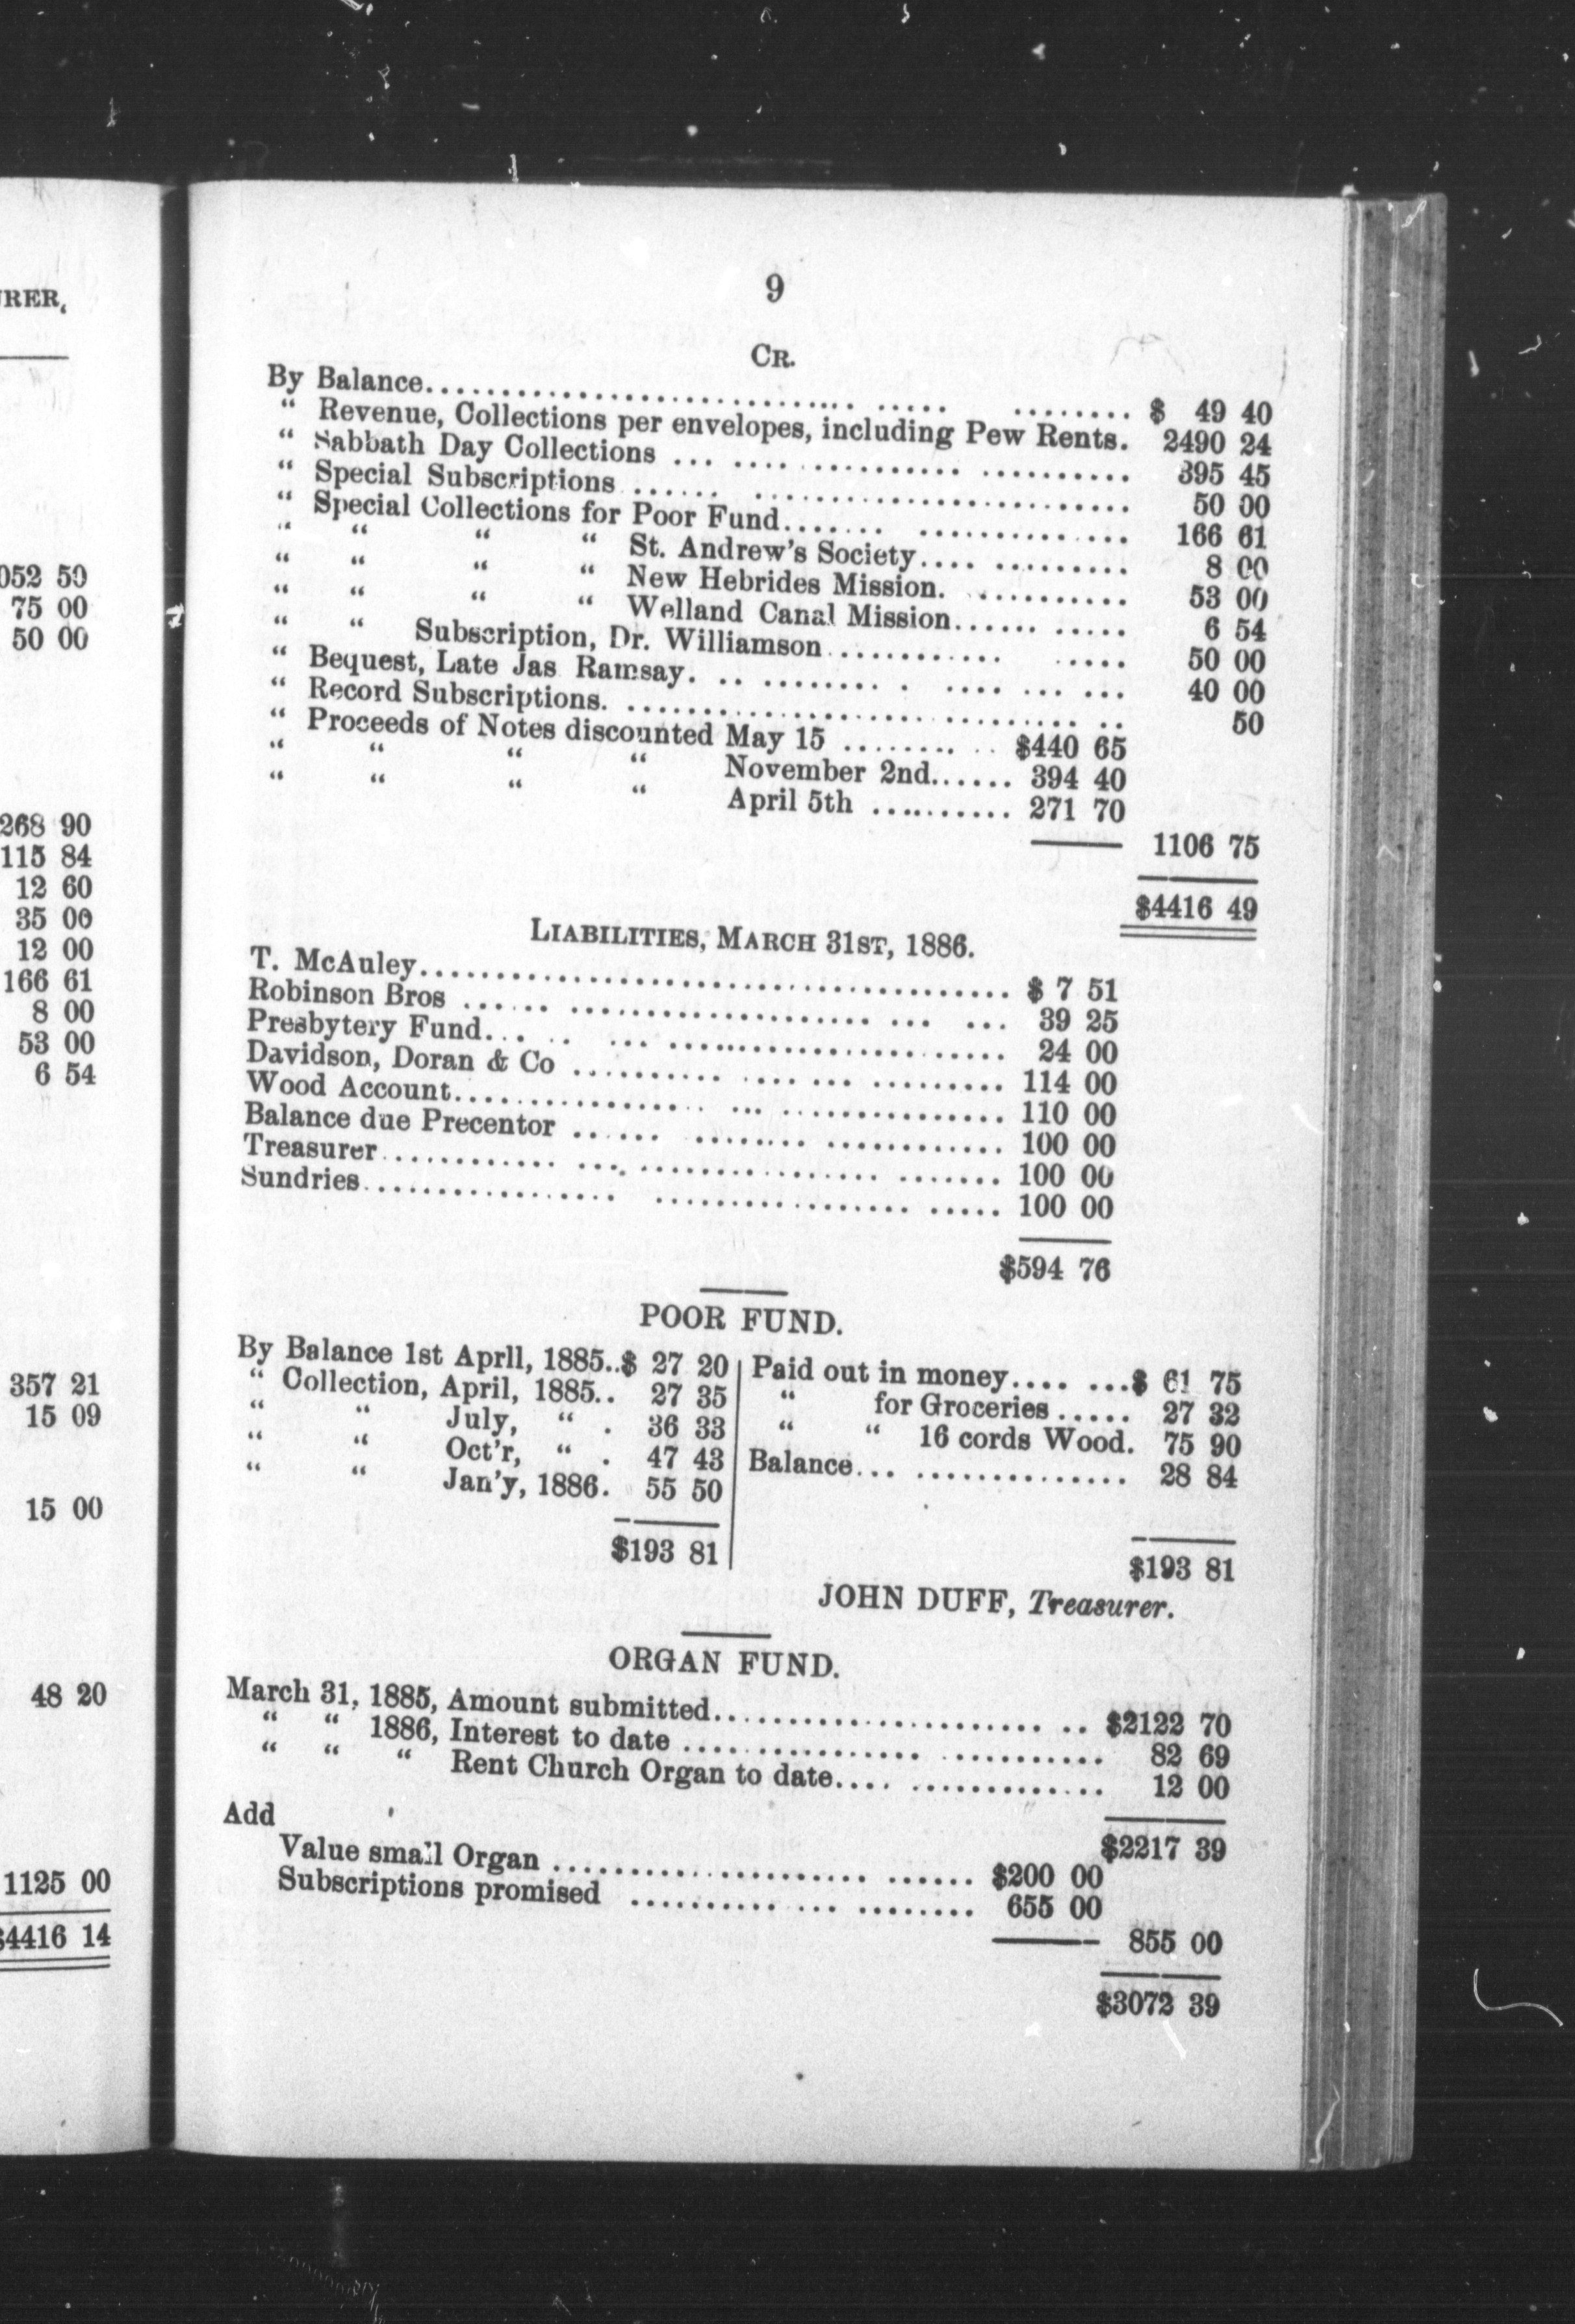 RER,
052 50
75 00
50 00
268 90
115 84
12 60
35 00
12 00
166 61
8 00
53 00
6 54
357 21
15 09
15 00
48 20
1125 00
$4416 14
9
CR.
By Balance.......... $ 49 40
“ Revenue, Collections per envelopes, including Pew Rents. 2490 24
“ Sabbath Day Collections .......... 395 45
“ Special Subscriptions .......... 50 00
“ Special Collections for Poor Fund.......... 166 61
“ “ “ “ St. Andrew's Society.......... 8 00
“ “ “ “ New Hebrides Mission........... 53 00
“ “ “ “ Welland Canal Mission.......... 6 54
“ “ Subscription, Dr. Williamson.......... 50 00
“ Bequest, Late Jas Ramsay........... 40 00
“ Record Subscriptions........... 50
“ Proceeds of Notes discounted May 15 .......... $440 65
“ “ “ “ November 2nd...... 394 40
“ “ “ “ April 5th .......... 271 70
1106 75
$4416 49
LIABILITIES, MARCH 31ST, 1886.
T. McAuley.......... $ 7 51
Robinson Bros .......... 39 25
Presbytery Fund.......... 24 00
Davidson, Doran & Co .......... 114 00
Wood Account.......... 110 00
Balance due Precentor .......... 100 00
Treasurer.......... 100 00
Sundries.......... 100 00
$594 76
POOR FUND.
By Balance 1st Aprll, 1885..$ 27 20
“ Collection, April, 1885.. 27 35
“ “ July, “ . 36 33
“ “ Oct'r, “ . 47 43
“ “ Jan'y, 1886. 55 50
$193 81
Paid out in money.... ...$ 61 75
“ for Groceries ..... 27 32
“ “ 16 cords Wood. 75 90
Balance... .............. 28 84
$193 81
JOHN DUFF, Treasurer.
ORGAN FUND.
March 31, 1885, Amount submitted.......... $2122 70
“ “ 1886, Interest to date .......... 82 69
“ “ “ Rent Church Organ to date.......... 12 00
Add
$2217 39
Value small Organ .......... $200 00
Subscriptions promised .......... 655 00
855 00
$3072 39